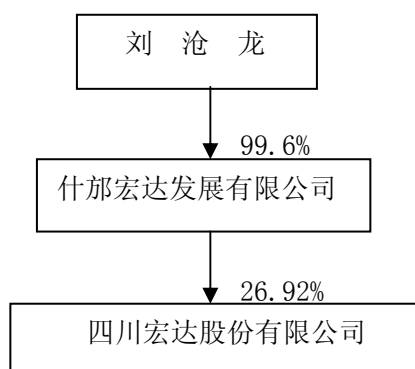 刘 沧 龙
99.6%
什邡宏达发展有限公司
26.92%
四川宏达股份有限公司